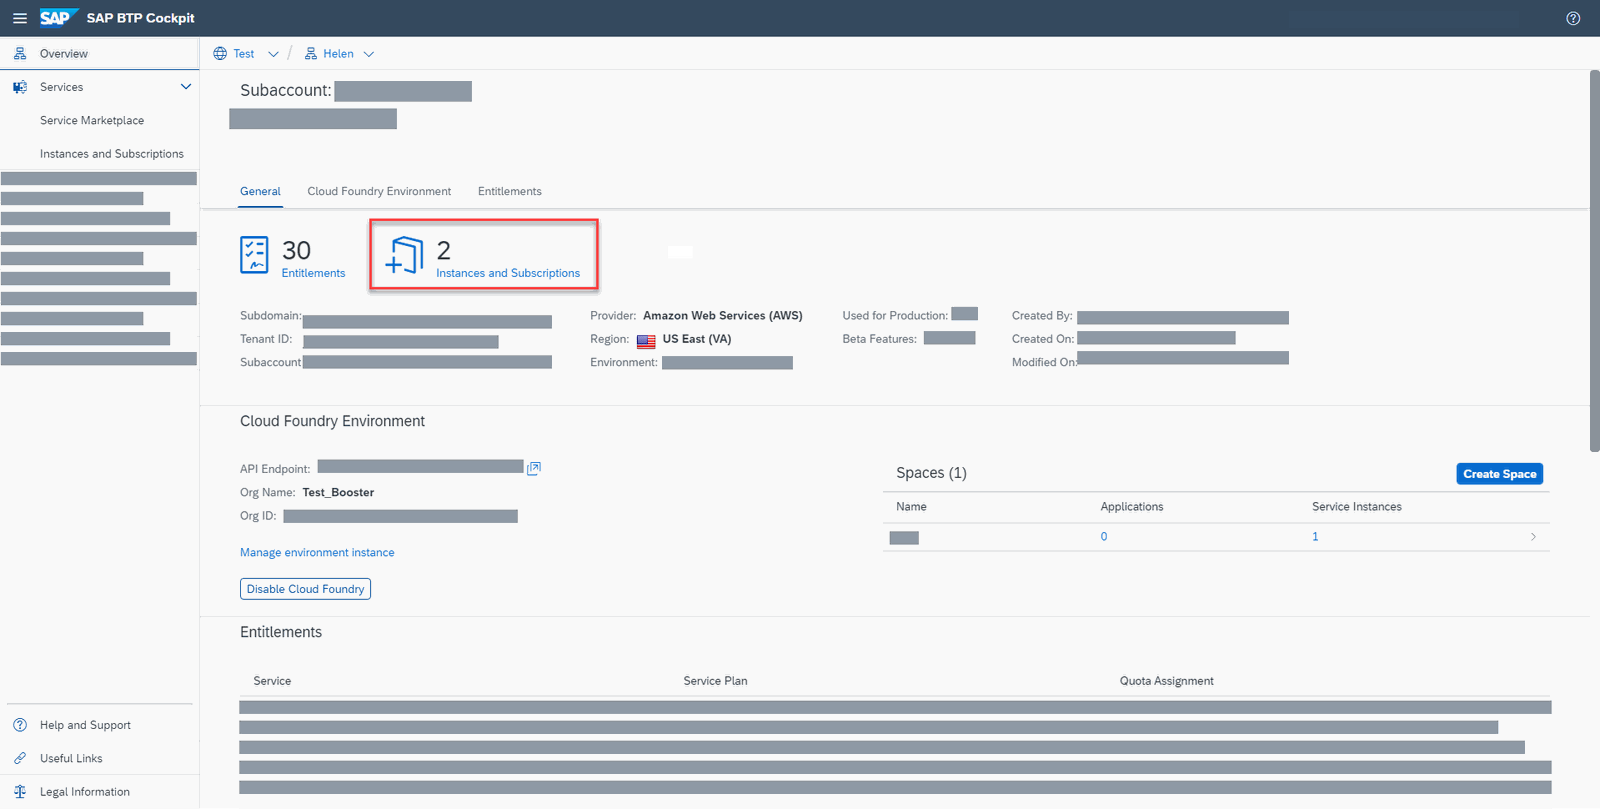 SAP SAP BTP Cockpit
Overview
Services
Service Marketplace
Instances and Subscriptions
Help and Support
Useful Links
Legal Information
Test / Helen
Subaccount:
General Cloud Foundry Environment Entitlements
30
Entitlements
2
Instances and Subscriptions
Subdomain:
Tenant ID:
Subaccount
Provider: Amazon Web Services (AWS)
Region: US East (VA)
Environment:
Used for Production:
Beta Features:
Created By:
Created On:
Modified On:
Cloud Foundry Environment
API Endpoint:
Org Name: Test_Booster
Org ID:
Manage environment instance
Disable Cloud Foundry
Spaces (1) Create Space
Name Applications Service Instances
0 1
Entitlements
Service Service Plan Quota Assignment